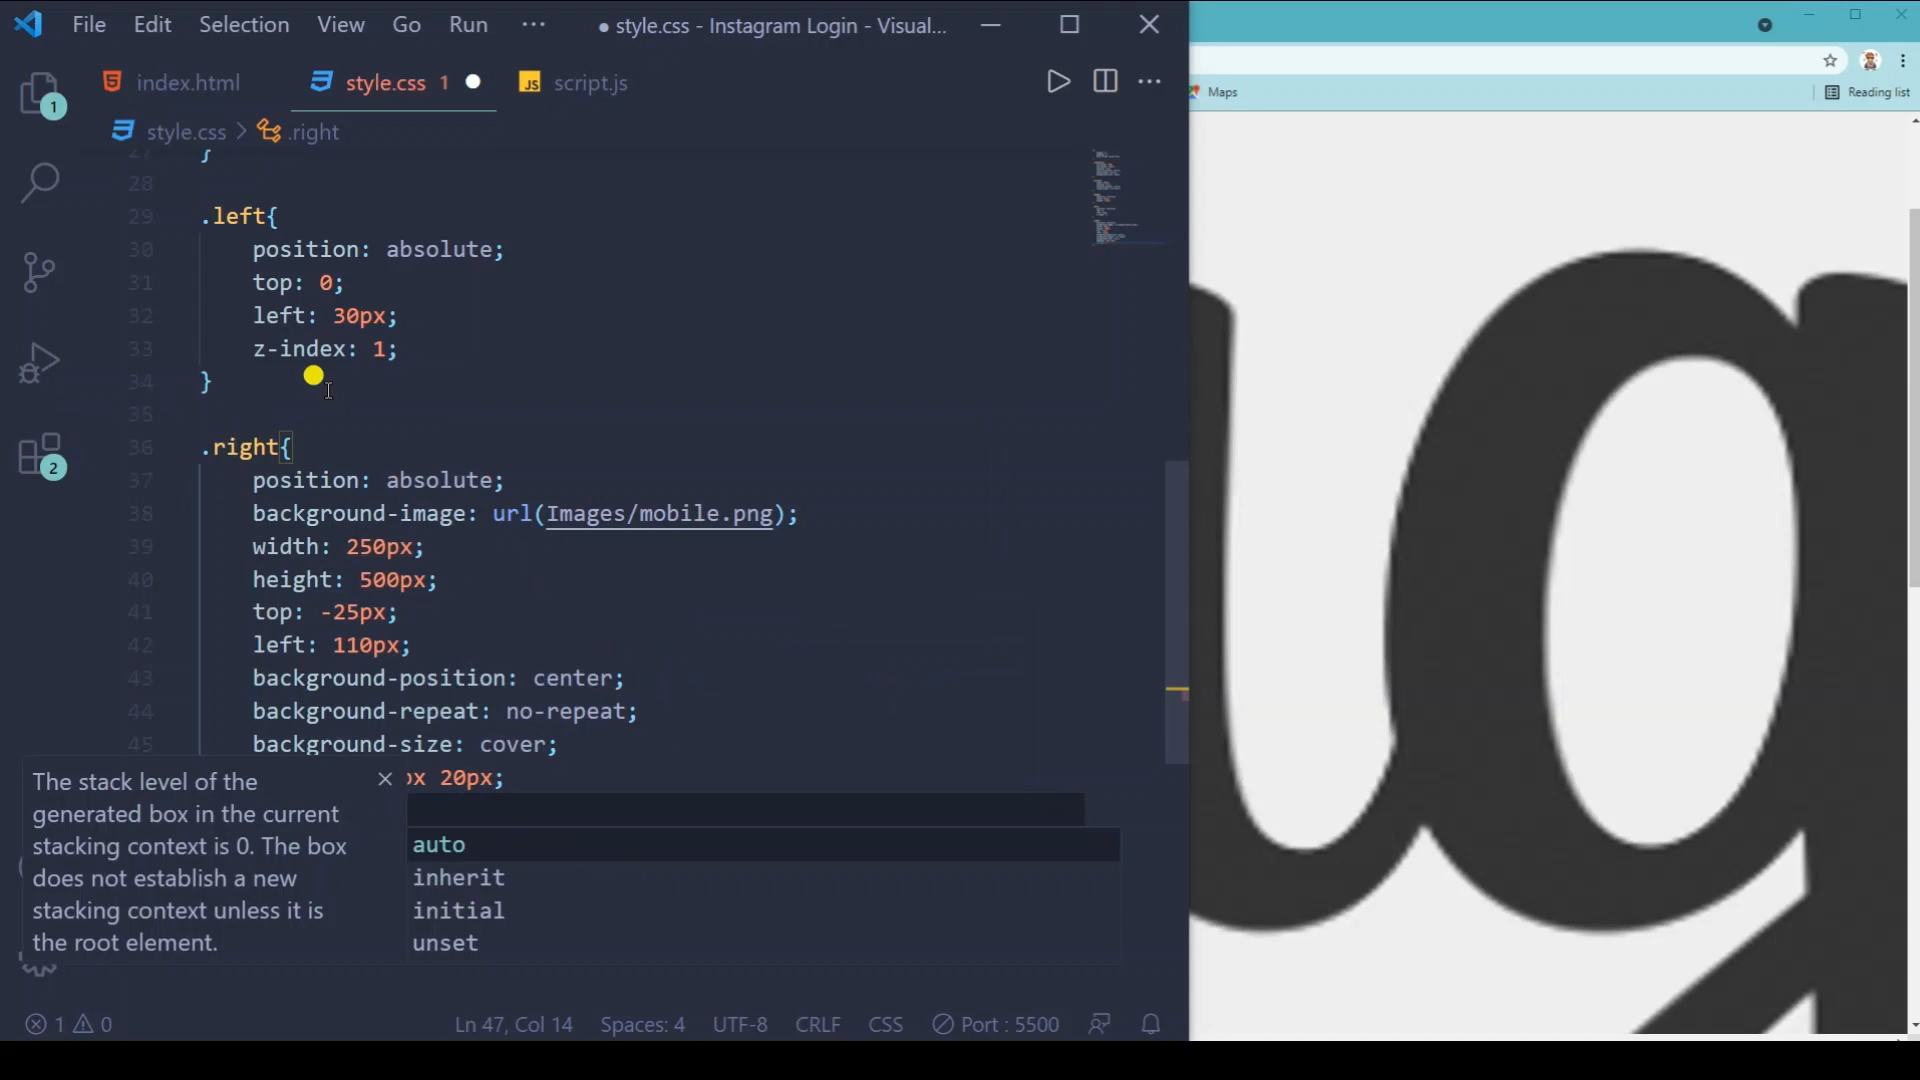 File Edit Selection View Go Run ··· ● style.css - Instagram Login - Visual...
index.html style.css 1 JS script.js
style.css > .right
1
2
Maps
Reading list
27 }
28
29 .left{
30 position: absolute;
31 top: 0;
32 left: 30px;
33 z-index: 1;
34 }
35
36 .right{
37 position: absolute;
38 background-image: url(Images/mobile.png);
39 width: 250px;
40 height: 500px;
41 top: -25px;
42 left: 110px;
43 background-position: center;
44 background-repeat: no-repeat;
45 background-size: cover;
px 20px;
The stack level of the
generated box in the current
stacking context is 0. The box
does not establish a new
stacking context unless it is
the root element.
auto
inherit
initial
unset
1 0 Ln 47, Col 14 Spaces: 4 UTF-8 CRLF CSS Port : 5500